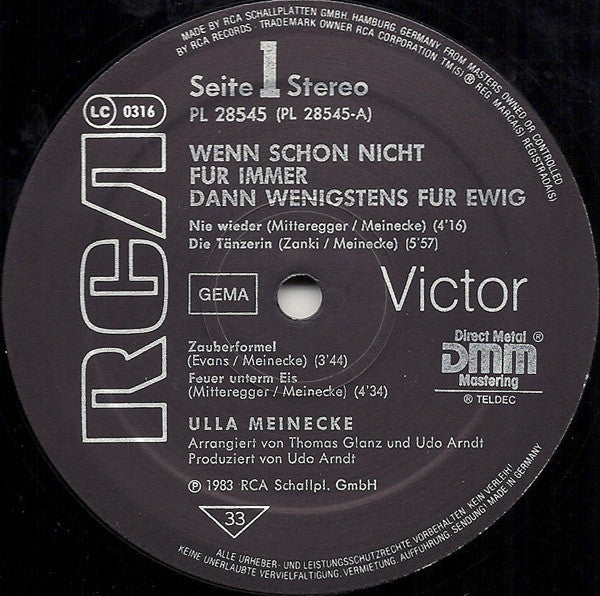 MADE BY RCA SCHALLPLATTEN GMBH, HAMBURG, GERMANY, FROM MASTERS OWNED OR CONTROLLED
BY RCA RECORDS TRADEMARK OWNER RCA CORPORATION TM(S) ® REG MARCA(S) REGISTRADA(S)
Seite 1 Stereo
PL 28545 (PL 28545-A)
LC 0316
RCA
WENN SCHON NICHT
FÜR IMMER
DANN WENIGSTENS FÜR EWIG
Nie wieder (Mitteregger / Meinecke) (4'16)
Die Tänzerin (Zanki / Meinecke) (5'57)
GEMA
Victor
Zauberformel
(Evans / Meinecke) (3'44)
Feuer unterm Eis
(Mitteregger / Meinecke) (4'34)
Direct Metal ®
DMM
Mastering
® TELDEC
ULLA MEINECKE
Arrangiert von Thomas Glanz und Udo Arndt
Produziert von Udo Arndt
℗ 1983 RCA Schallpl. GmbH
33
ALLE URHEBER- UND LEISTUNGSSCHUTZRECHTE VORBEHALTEN. KEIN VERLEIH!
KEINE UNERLAUBTE VERVIELFÄLTIGUNG, VERMIETUNG, AUFFÜHRUNG, SENDUNG! MADE IN GERMANY